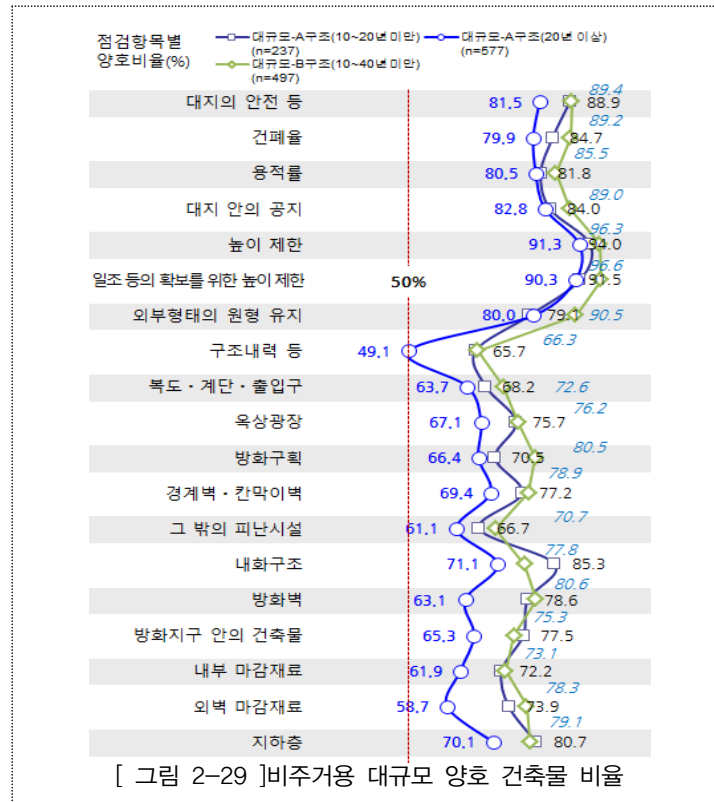 점검항목별
양호비율(%)
대규모-A구조(10~20년 미만)
(n=237)
대규모-A구조(20년 이상)
(n=577)
대규모-B구조(10~40년 미만)
(n=497)
대지의 안전 등 81.5 88.9 89.4
건폐율 79.9 84.7 89.2
용적률 80.5 81.8 85.5
대지 안의 공지 82.8 84.0 89.0
높이 제한 91.3 94.0 96.3
일조 등의 확보를 위한 높이 제한 50% 90.3 91.5 96.6
외부형태의 원형 유지 80.0 79.1 90.5
구조내력 등 49.1 65.7 66.3
복도·계단·출입구 63.7 68.2 72.6
옥상광장 67.1 75.7 76.2
방화구획 66.4 70.5 80.5
경계벽·칸막이벽 69.4 77.2 78.9
그 밖의 피난시설 61.1 66.7 70.7
내화구조 71.1 85.3 77.8
방화벽 63.1 78.6 80.6
방화지구 안의 건축물 65.3 77.5 75.3
내부 마감재료 61.9 72.2 73.1
외벽 마감재료 58.7 73.9 78.3
지하층 70.1 80.7 79.1
[ 그림 2-29 ]비주거용 대규모 양호 건축물 비율